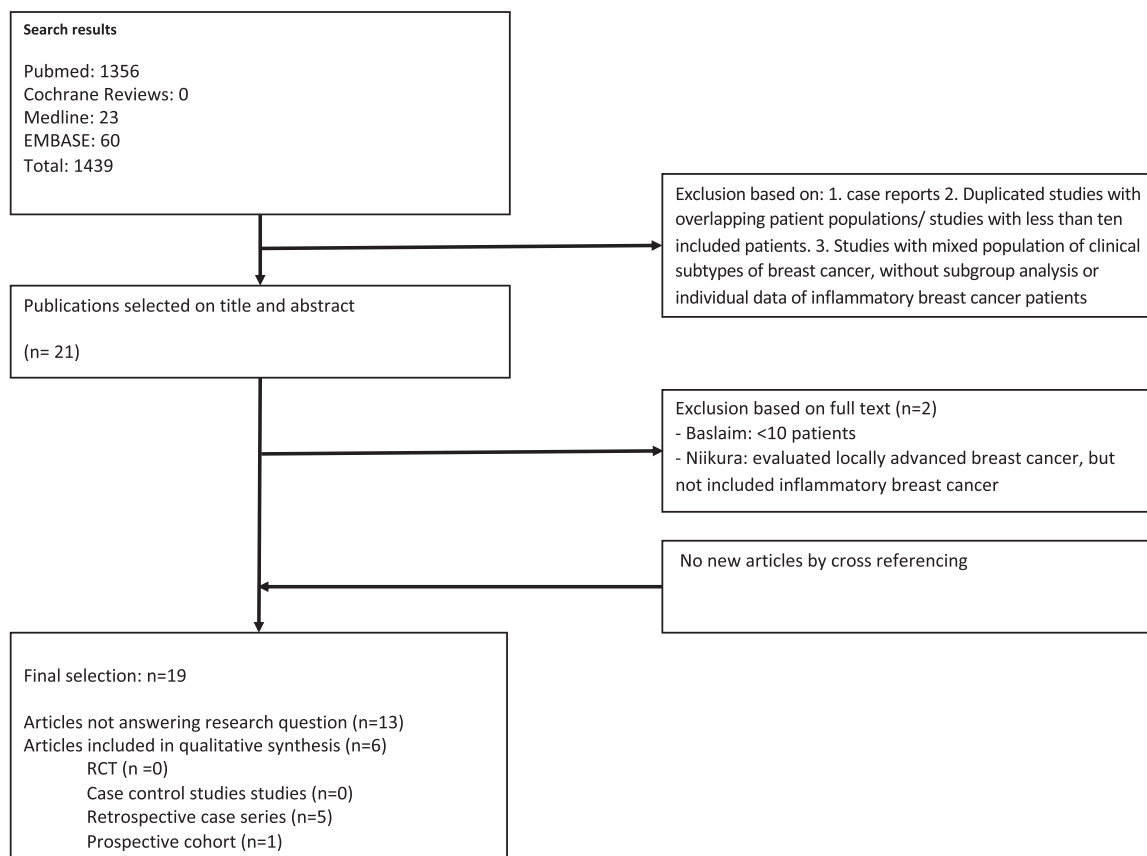 Search results
Pubmed: 1356
Cochrane Reviews: 0
Medline: 23
EMBASE: 60
Total: 1439
Exclusion based on: 1. case reports 2. Duplicated studies with
overlapping patient populations/ studies with less than ten
included patients. 3. Studies with mixed population of clinical
subtypes of breast cancer, without subgroup analysis or
individual data of inflammatory breast cancer patients
Publications selected on title and abstract
(n= 21)
Exclusion based on full text (n=2)
- Baslaim: <10 patients
- Niikura: evaluated locally advanced breast cancer, but
not included inflammatory breast cancer
No new articles by cross referencing
Final selection: n=19
Articles not answering research question (n=13)
Articles included in qualitative synthesis (n=6)
RCT (n =0)
Case control studies studies (n=0)
Retrospective case series (n=5)
Prospective cohort (n=1)